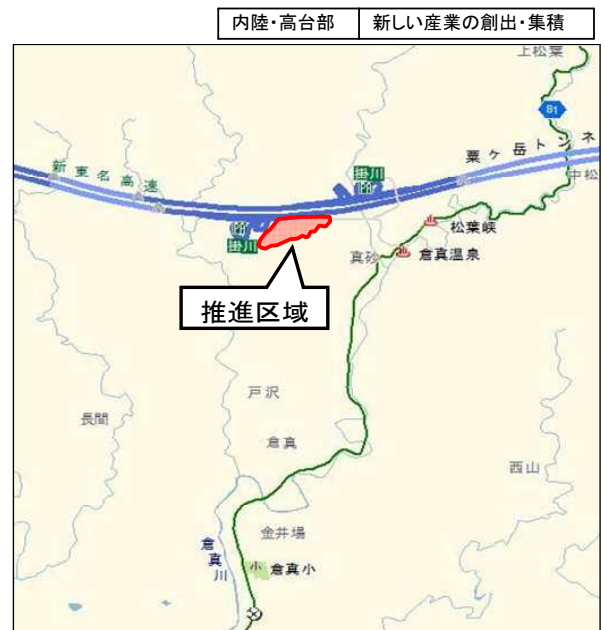 内陸・高台部 新しい産業の創出・集積
上松葉
81
粟ケ岳トンネ
新東名高速
掛川
中松
松葉峡
掛川
真砂
倉真温泉
推進区域
戸沢
長間
倉真
西山
金井場
倉真川
小 倉真小